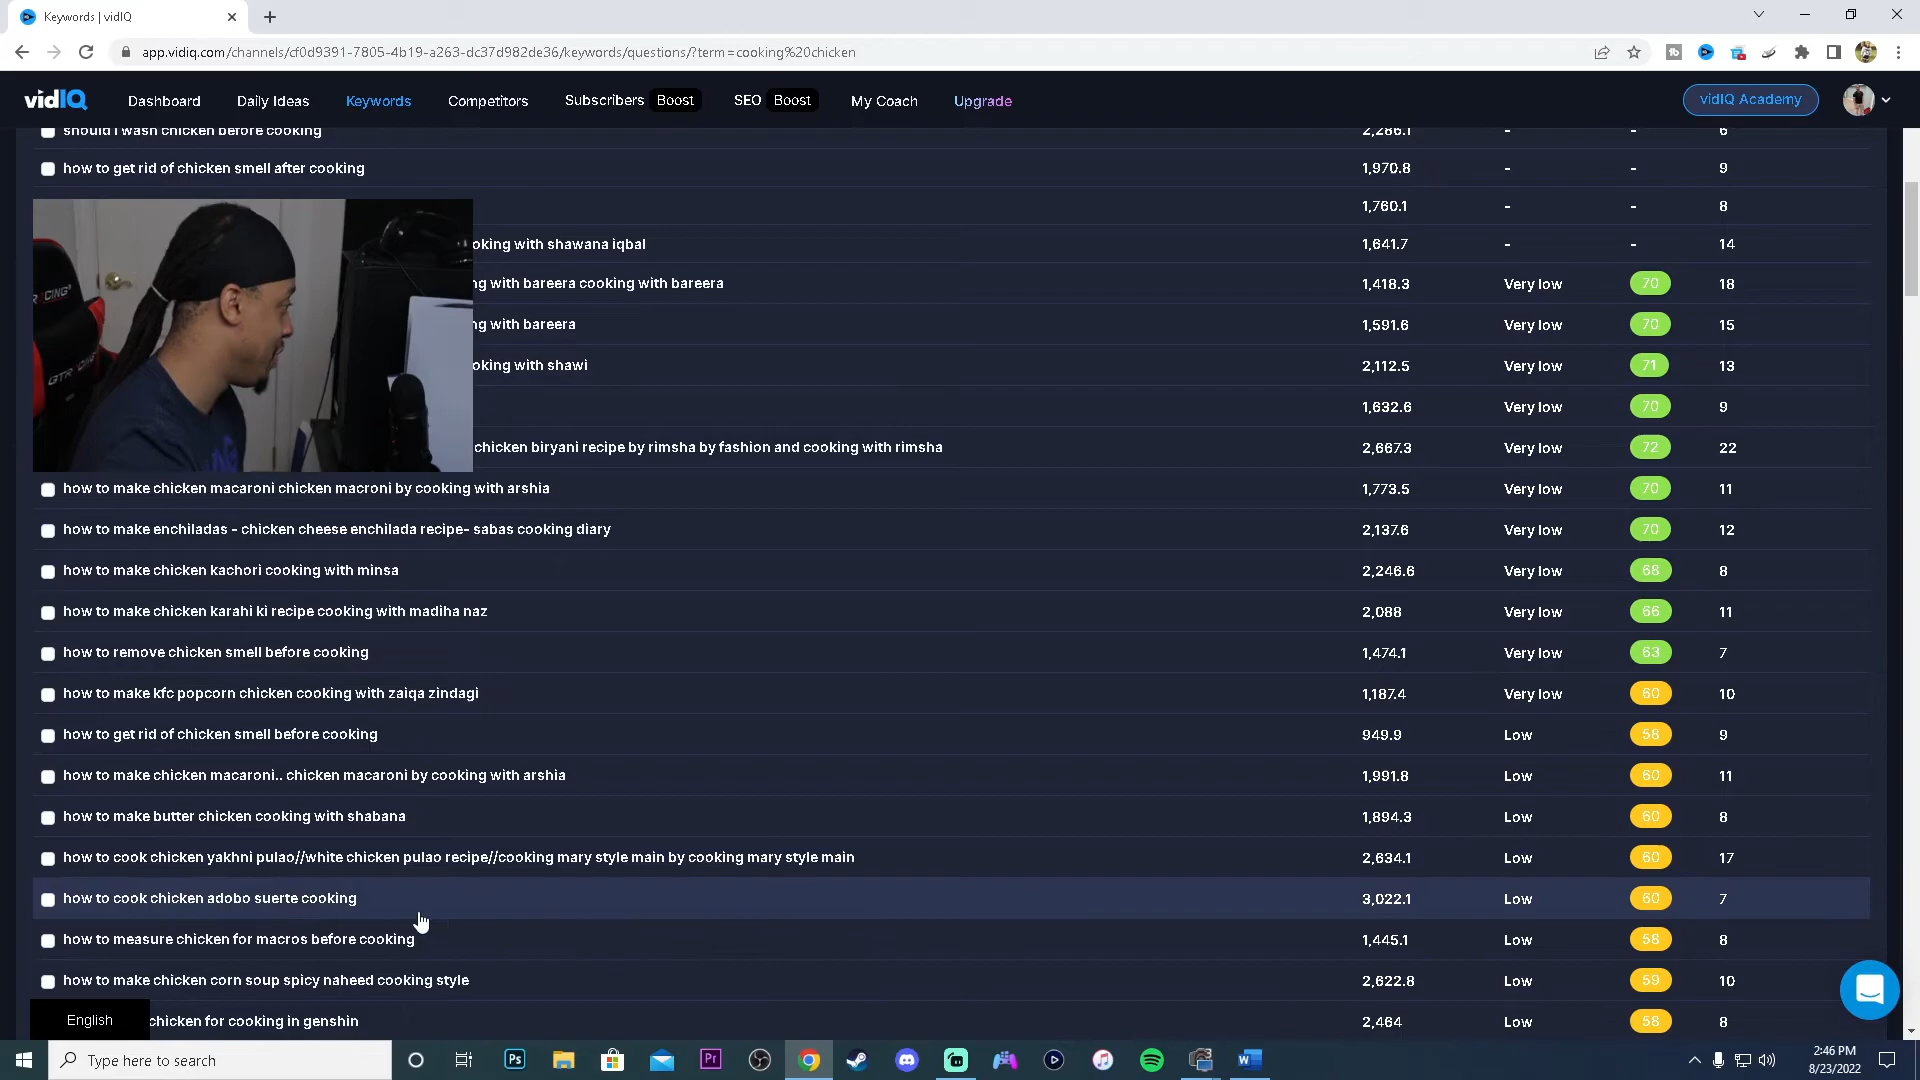 Keywords | vidIQ
app.vidiq.com/channels/cf0d9391-7805-4b19-a263-dc37d982de36/keywords/questions/?term=cooking%20chicken
vidIQ Dashboard Daily Ideas Keywords Competitors Subscribers Boost SEO Boost My Coach Upgrade vidIQ Academy
should i wash chicken before cooking 2,286.1 - - 6
how to get rid of chicken smell after cooking 1,970.8 - - 9
1,760.1 - - 8
oking with shawana iqbal 1,641.7 - - 14
ng with bareera cooking with bareera 1,418.3 Very low 70 18
ng with bareera 1,591.6 Very low 70 15
oking with shawi 2,112.5 Very low 71 13
1,632.6 Very low 70 9
chicken biryani recipe by rimsha by fashion and cooking with rimsha 2,667.3 Very low 72 22
how to make chicken macaroni chicken macroni by cooking with arshia 1,773.5 Very low 70 11
how to make enchiladas - chicken cheese enchilada recipe- sabas cooking diary 2,137.6 Very low 70 12
how to make chicken kachori cooking with minsa 2,246.6 Very low 68 8
how to make chicken karahi ki recipe cooking with madiha naz 2,088 Very low 66 11
how to remove chicken smell before cooking 1,474.1 Very low 63 7
how to make kfc popcorn chicken cooking with zaiqa zindagi 1,187.4 Very low 60 10
how to get rid of chicken smell before cooking 949.9 Low 58 9
how to make chicken macaroni.. chicken macaroni by cooking with arshia 1,991.8 Low 60 11
how to make butter chicken cooking with shabana 1,894.3 Low 60 8
how to cook chicken yakhni pulao//white chicken pulao recipe//cooking mary style main by cooking mary style main 2,634.1 Low 60 17
how to cook chicken adobo suerte cooking 3,022.1 Low 60 7
how to measure chicken for macros before cooking 1,445.1 Low 58 8
how to make chicken corn soup spicy naheed cooking style 2,622.8 Low 59 10
English chicken for cooking in genshin 2,464 Low 58 8
Type here to search
2:46 PM
8/23/2022